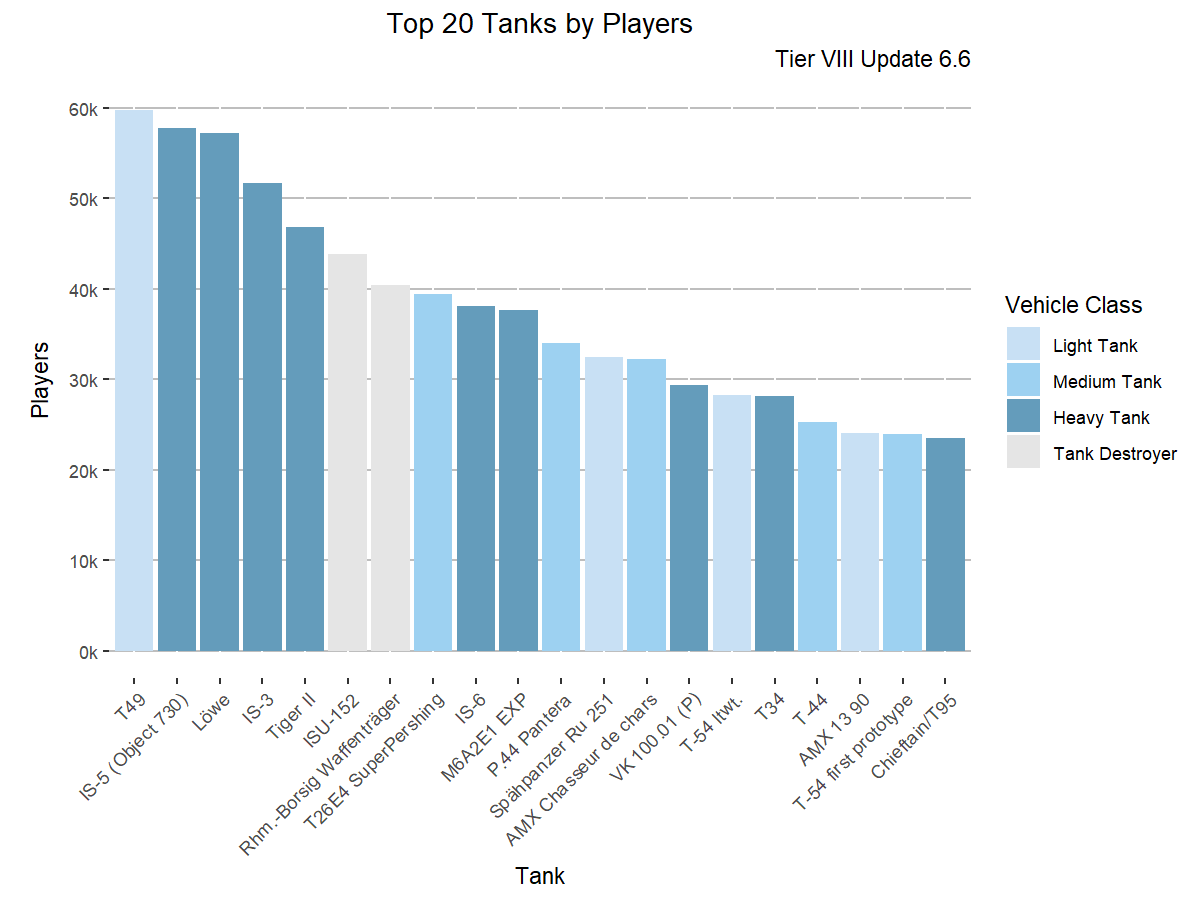 Top 20 Tanks by Players
Tier VIII Update 6.6
Players
60k
50k
40k
30k
20k
10k
0k
T49
IS-5 (Object 730)
Löwe
IS-3
Tiger II
ISU-152
Rhm.-Borsig Waffenträger
T26E4 SuperPershing
IS-6
M6A2E1 EXP
P.44 Pantera
Spähpanzer Ru 251
AMX Chasseur de chars
VK 100.01 (P)
T-54 ltwt.
T34
T-44
AMX 13 90
T-54 first prototype
Chieftain/T95
Tank
Vehicle Class
Light Tank
Medium Tank
Heavy Tank
Tank Destroyer